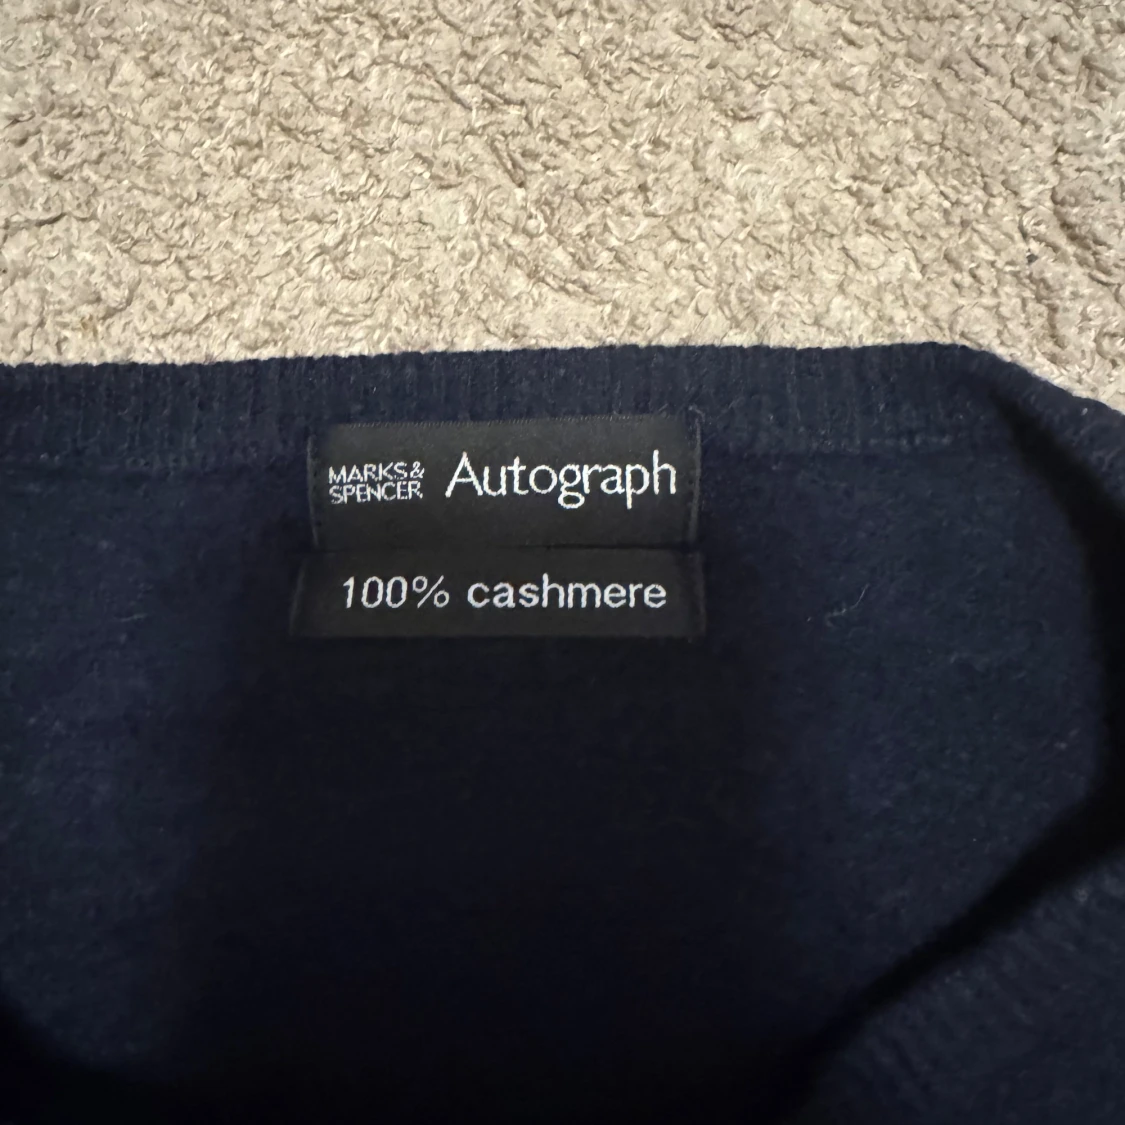 MARKS &
SPENCER
Autograph
100% cashmere